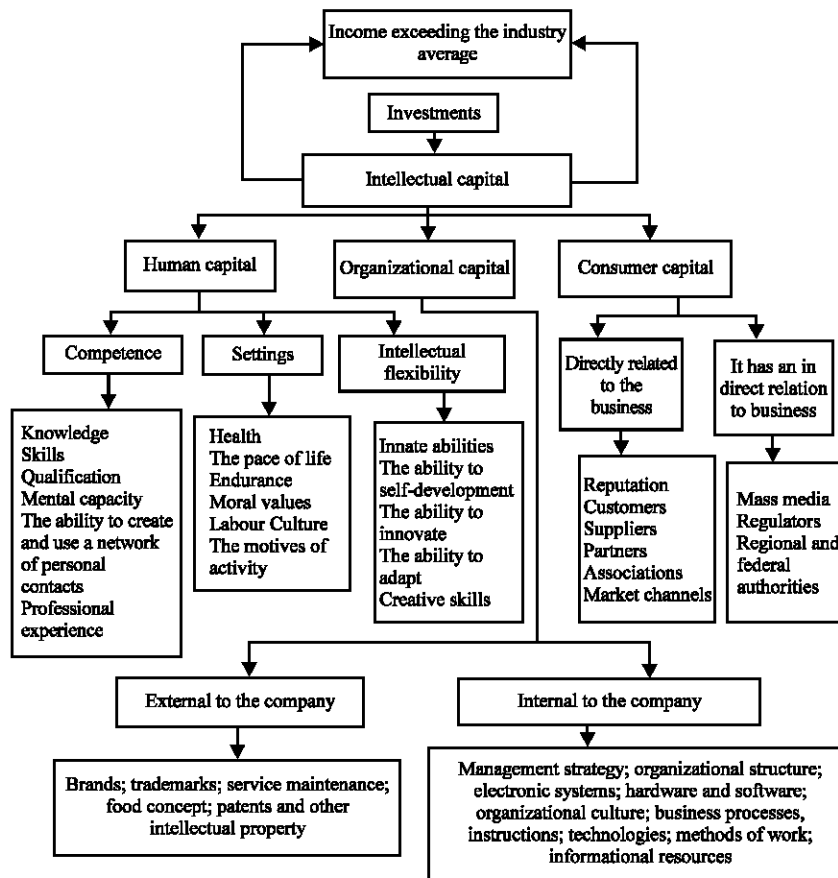 Income exceeding the industry
average
Investments
Intellectual capital
Human capital
Organizational capital
Consumer capital
Competence
Settings
Intellectual
flexibility
Directly related
to the
business
It has an in
direct relation
to business
Knowledge
Skills
Qualification
Mental capacity
The ability to create
and use a network
of personal
contacts
Professional
experience
Health
The pace of life
Endurance
Moral values
Labour Culture
The motives of
activity
Innate abilities
The ability to
self-development
The ability to
innovate
The ability to
adapt
Creative skills
Reputation
Customers
Suppliers
Partners
Associations
Market channels
Mass media
Regulators
Regional and
federal
authorities
External to the company
Internal to the company
Brands; trademarks; service maintenance;
food concept; patents and other
intellectual property
Management strategy; organizational structure;
electronic systems; hardware and software;
organizational culture; business processes,
instructions; technologies; methods of work;
informational resources